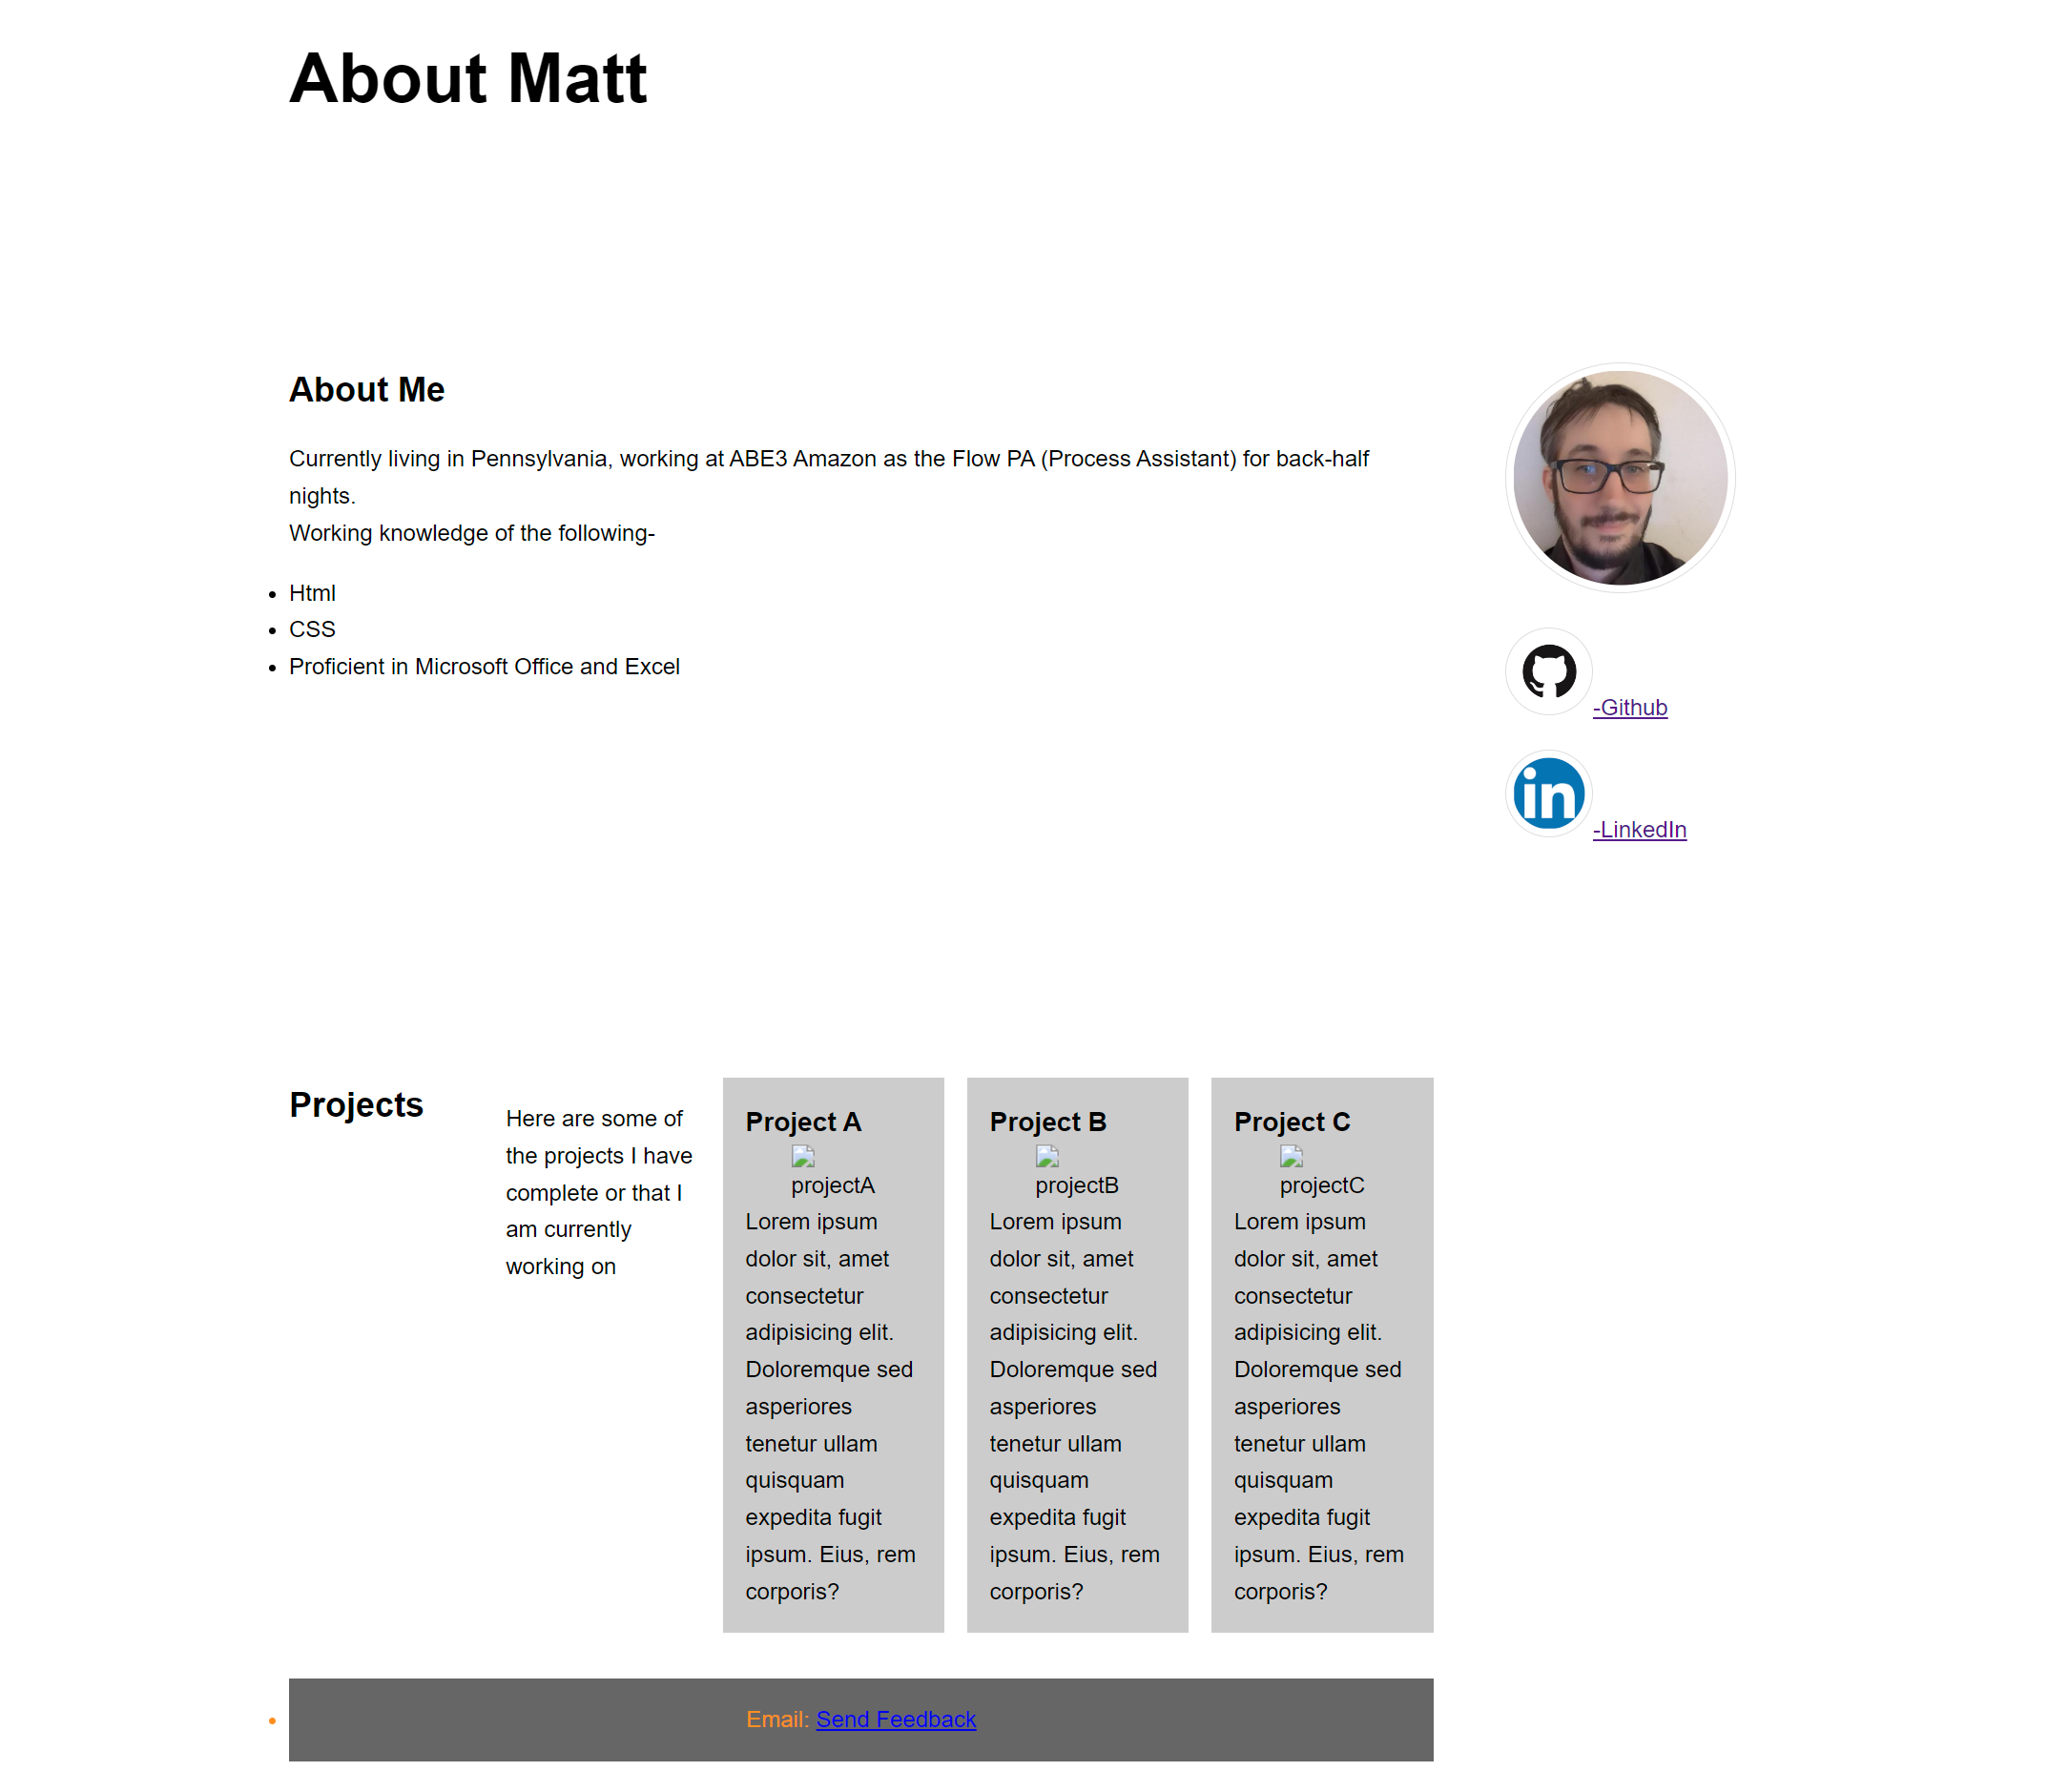 About Matt
About Me
Currently living in Pennsylvania, working at ABE3 Amazon as the Flow PA (Process Assistant) for back-half
nights.
Working knowledge of the following-
Html
CSS
Proficient in Microsoft Office and Excel
-Github
in
-LinkedIn
Projects
Here are some of
the projects I have
complete or that I
am currently
working on
Project A
projectA
Lorem ipsum
dolor sit, amet
consectetur
adipisicing elit.
Doloremque sed
asperiores
tenetur ullam
quisquam
expedita fugit
ipsum. Eius, rem
corporis?
Project B
projectB
Lorem ipsum
dolor sit, amet
consectetur
adipisicing elit.
Doloremque sed
asperiores
tenetur ullam
quisquam
expedita fugit
ipsum. Eius, rem
corporis?
Project C
projectC
Lorem ipsum
dolor sit, amet
consectetur
adipisicing elit.
Doloremque sed
asperiores
tenetur ullam
quisquam
expedita fugit
ipsum. Eius, rem
corporis?
Email: Send Feedback